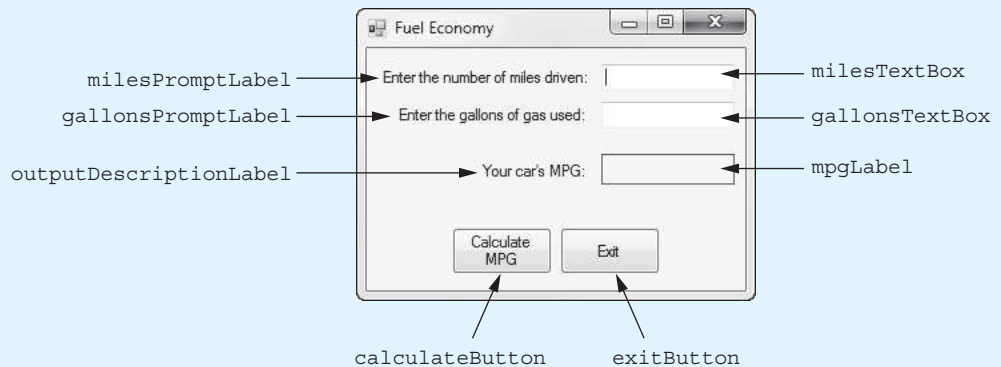 Fuel Economy
milesPromptLabel
Enter the number of miles driven:
milesTextBox
gallonsPromptLabel
Enter the gallons of gas used:
gallonsTextBox
outputDescriptionLabel
Your car's MPG:
mpgLabel
Calculate
MPG
Exit
calculateButton
exitButton